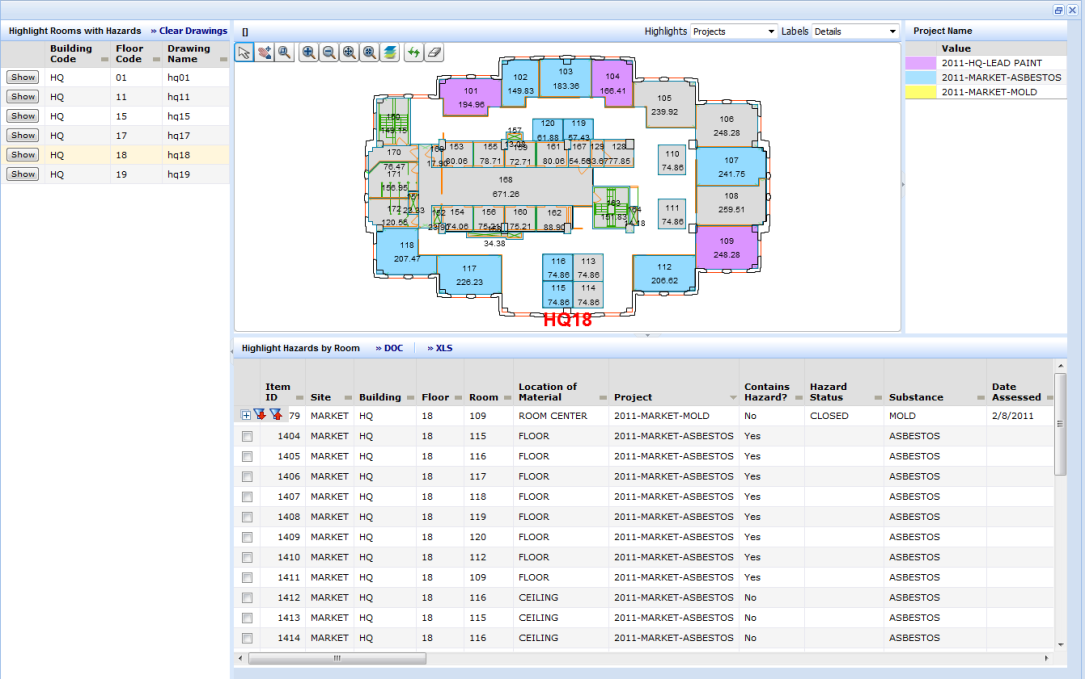 Highlight Rooms with Hazards » Clear Drawings
Building Code Floor Code Drawing Name
Show HQ 01 hq01
Show HQ 11 hq11
Show HQ 15 hq15
Show HQ 17 hq17
Show HQ 18 hq18
Show HQ 19 hq19
[]
Highlights Projects Labels Details
101
194.96
102
149.83
103
183.36
104
166.41
105
239.92
106
248.28
107
241.75
108
259.51
109
248.28
110
74.86
111
74.86
112
206.62
116
74.86
113
74.86
115
74.86
114
74.86
117
226.23
118
207.47
120
61.88
119
57.43
153
80.06
155
78.71
72.71
161
80.06
167
129
128
77.85
168
671.26
170
76.47
171
172
120.56
154
74.06
156
75.21
160
75.21
162
88.90
34.38
HQ18
Project Name
Value
2011-HQ-LEAD PAINT
2011-MARKET-ASBESTOS
2011-MARKET-MOLD
Highlight Hazards by Room » DOC » XLS
Item ID Site Building Floor Room Location of Material Project Contains Hazard? Hazard Status Substance Date Assessed
79 MARKET HQ 18 109 ROOM CENTER 2011-MARKET-MOLD No CLOSED MOLD 2/8/2011
1404 MARKET HQ 18 115 FLOOR 2011-MARKET-ASBESTOS Yes ASBESTOS
1405 MARKET HQ 18 116 FLOOR 2011-MARKET-ASBESTOS Yes ASBESTOS
1406 MARKET HQ 18 117 FLOOR 2011-MARKET-ASBESTOS Yes ASBESTOS
1407 MARKET HQ 18 118 FLOOR 2011-MARKET-ASBESTOS Yes ASBESTOS
1408 MARKET HQ 18 119 FLOOR 2011-MARKET-ASBESTOS Yes ASBESTOS
1409 MARKET HQ 18 120 FLOOR 2011-MARKET-ASBESTOS Yes ASBESTOS
1410 MARKET HQ 18 112 FLOOR 2011-MARKET-ASBESTOS Yes ASBESTOS
1411 MARKET HQ 18 109 FLOOR 2011-MARKET-ASBESTOS Yes ASBESTOS
1412 MARKET HQ 18 116 CEILING 2011-MARKET-ASBESTOS No ASBESTOS
1413 MARKET HQ 18 115 CEILING 2011-MARKET-ASBESTOS No ASBESTOS
1414 MARKET HQ 18 116 CEILING 2011-MARKET-ASBESTOS No ASBESTOS